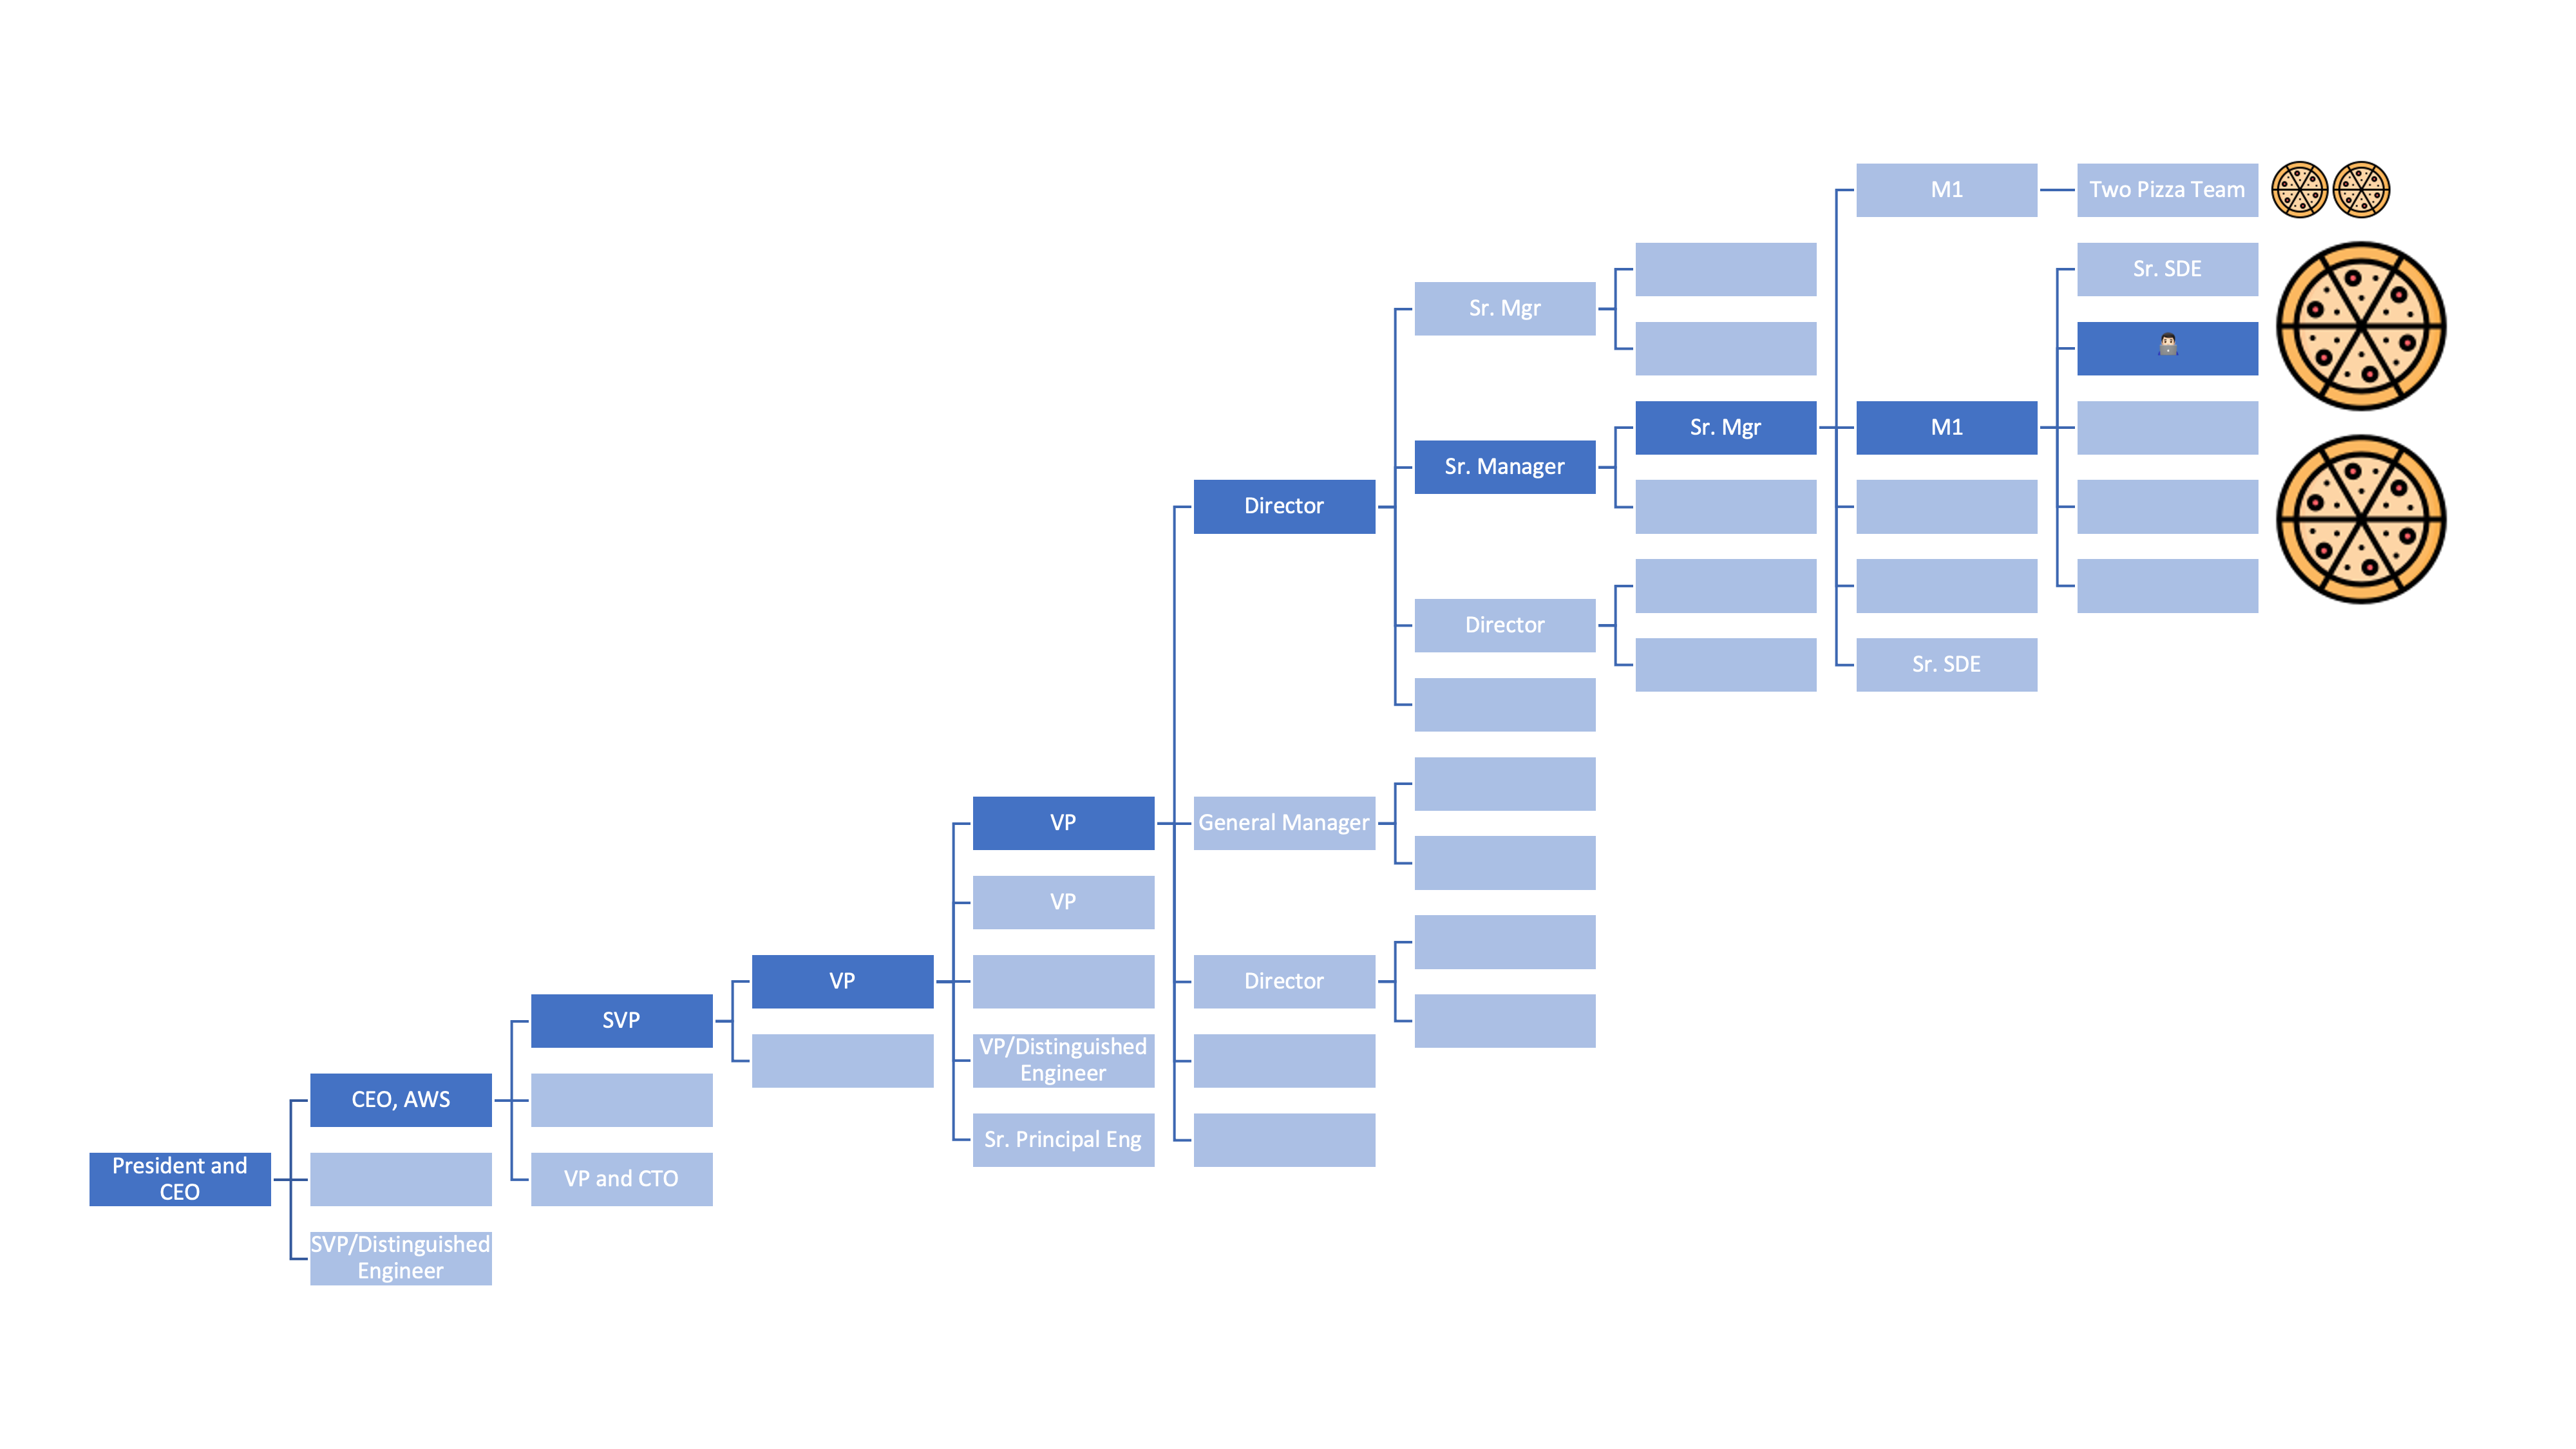 M1
Two Pizza Team
Sr. SDE
Sr. Mgr
Sr. Mgr
M1
Sr. Manager
Director
Director
Sr. SDE
VP
General Manager
VP
VP
Director
SVP
VP/Distinguished
Engineer
CEO, AWS
Sr. Principal Eng
President and
CEO
VP and CTO
SVP/Distinguished
Engineer